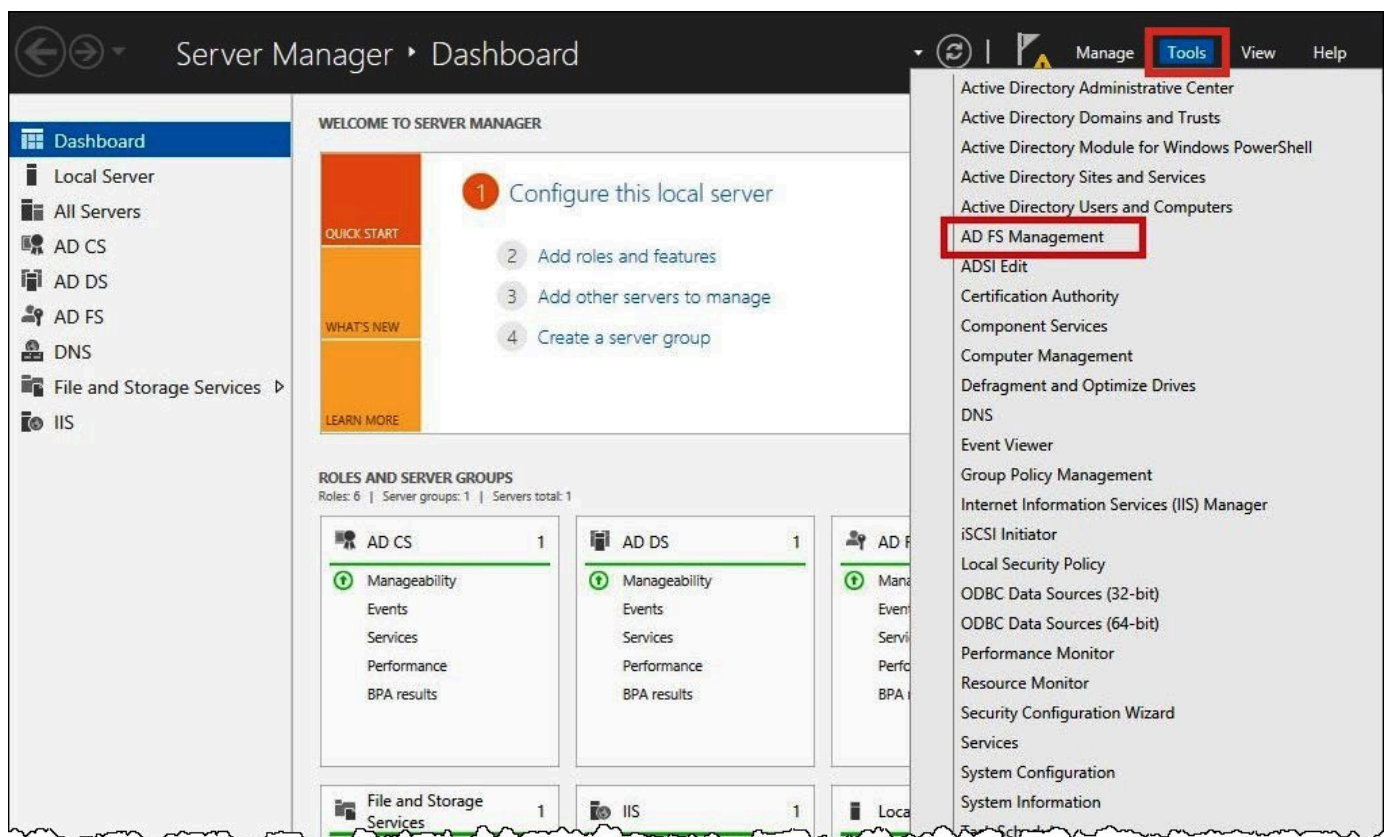 Server Manager ‣ Dashboard
Manage Tools View Help
Dashboard
Local Server
All Servers
AD CS
AD DS
AD FS
DNS
File and Storage Services
IIS
WELCOME TO SERVER MANAGER
QUICK START
WHAT'S NEW
LEARN MORE
1 Configure this local server
2 Add roles and features
3 Add other servers to manage
4 Create a server group
ROLES AND SERVER GROUPS
Roles: 6 | Server groups: 1 | Servers total: 1
AD CS 1
Manageability
Events
Services
Performance
BPA results
AD DS 1
Manageability
Events
Services
Performance
BPA results
AD F
Mana
Event
Servi
Perfo
BPA r
File and Storage
Services 1
IIS 1
Loca
Active Directory Administrative Center
Active Directory Domains and Trusts
Active Directory Module for Windows PowerShell
Active Directory Sites and Services
Active Directory Users and Computers
AD FS Management
ADSI Edit
Certification Authority
Component Services
Computer Management
Defragment and Optimize Drives
DNS
Event Viewer
Group Policy Management
Internet Information Services (IIS) Manager
iSCSI Initiator
Local Security Policy
ODBC Data Sources (32-bit)
ODBC Data Sources (64-bit)
Performance Monitor
Resource Monitor
Security Configuration Wizard
Services
System Configuration
System Information